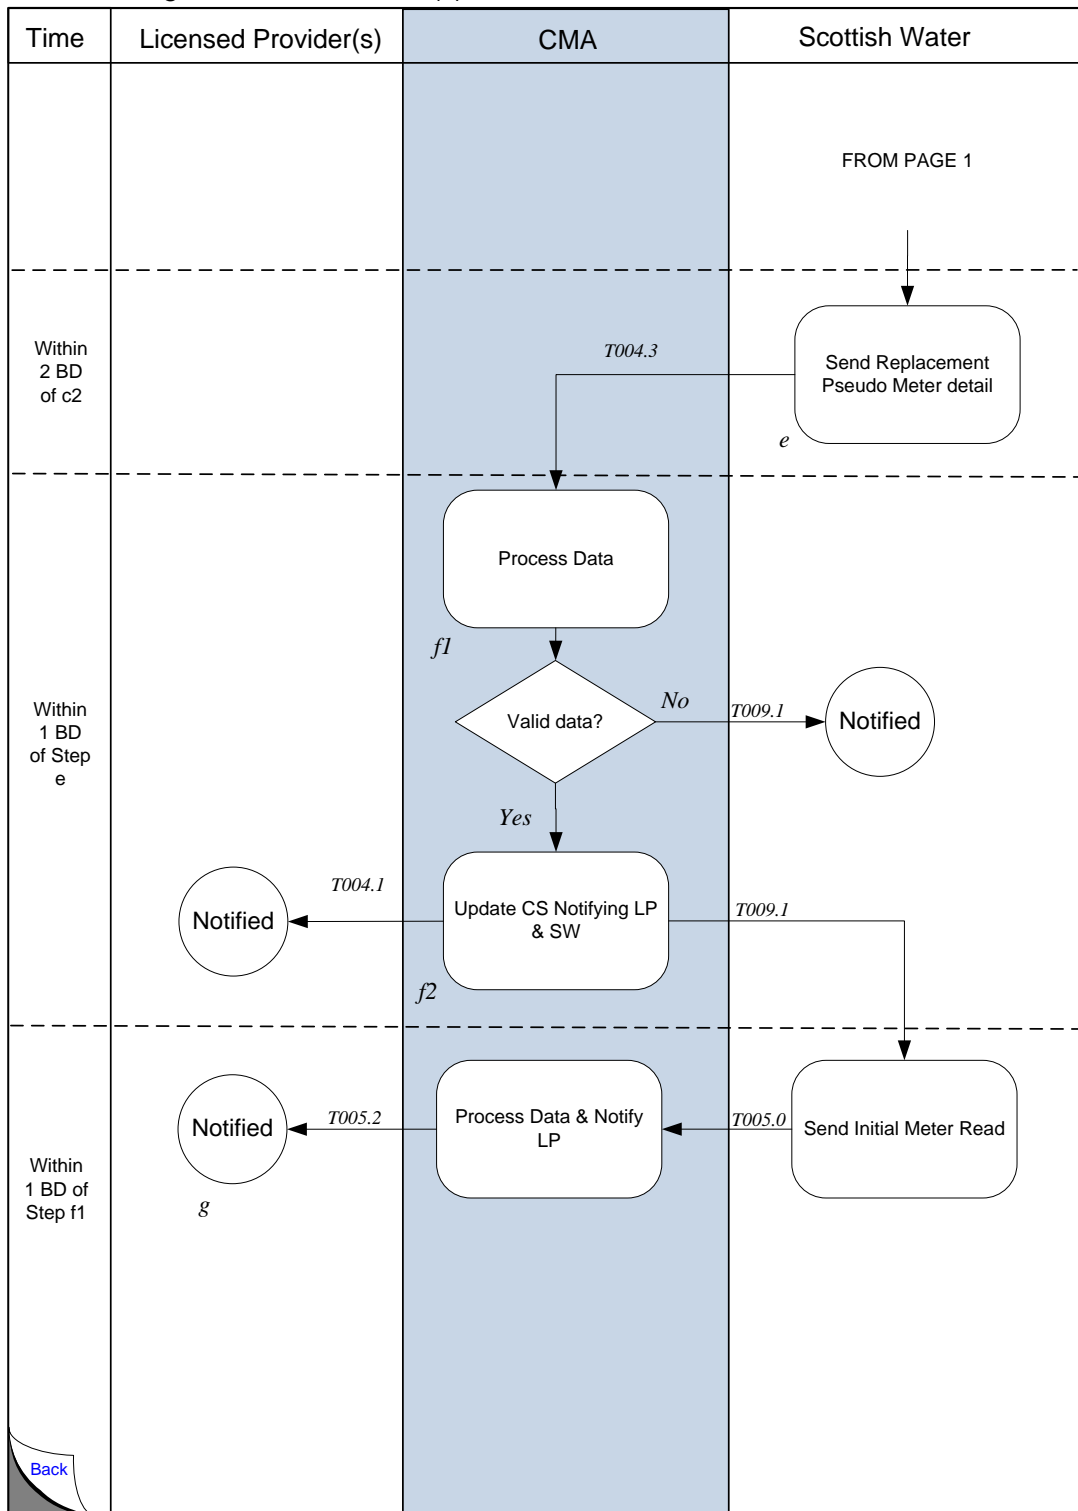 Time
Licensed Provider(s)
CMA
Scottish Water
FROM PAGE 1
Within
2 BD
of c2
T004.3
Send Replacement
Pseudo Meter detail
e
Process Data
f1
Within
1 BD
of Step
e
Valid data?
No
T009.1
Notified
Yes
Notified
T004.1
Update CS Notifying LP
& SW
T009.1
f2
Within
1 BD of
Step f1
Notified
T005.2
Process Data & Notify
LP
T005.0
Send Initial Meter Read
g
Back